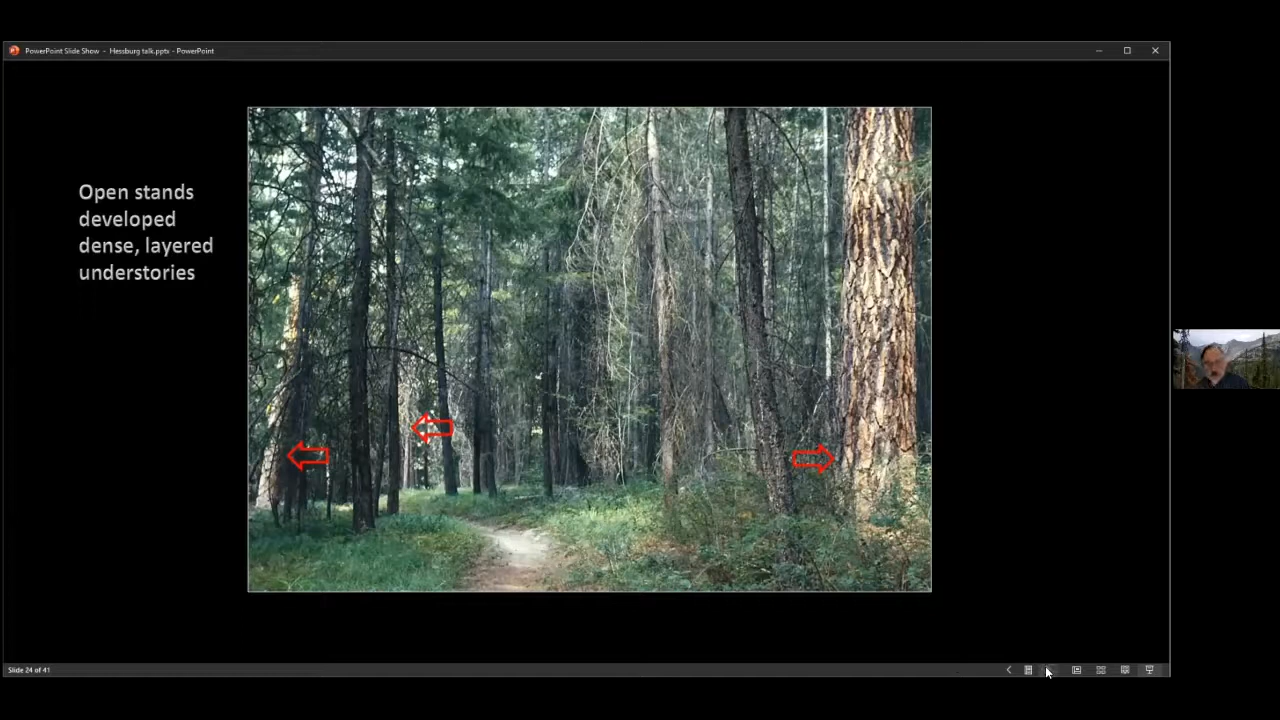 PowerPoint Slide Show - Hessburg talk.pptx - PowerPoint
Open stands
developed
dense, layered
understories
Slide 24 of 41